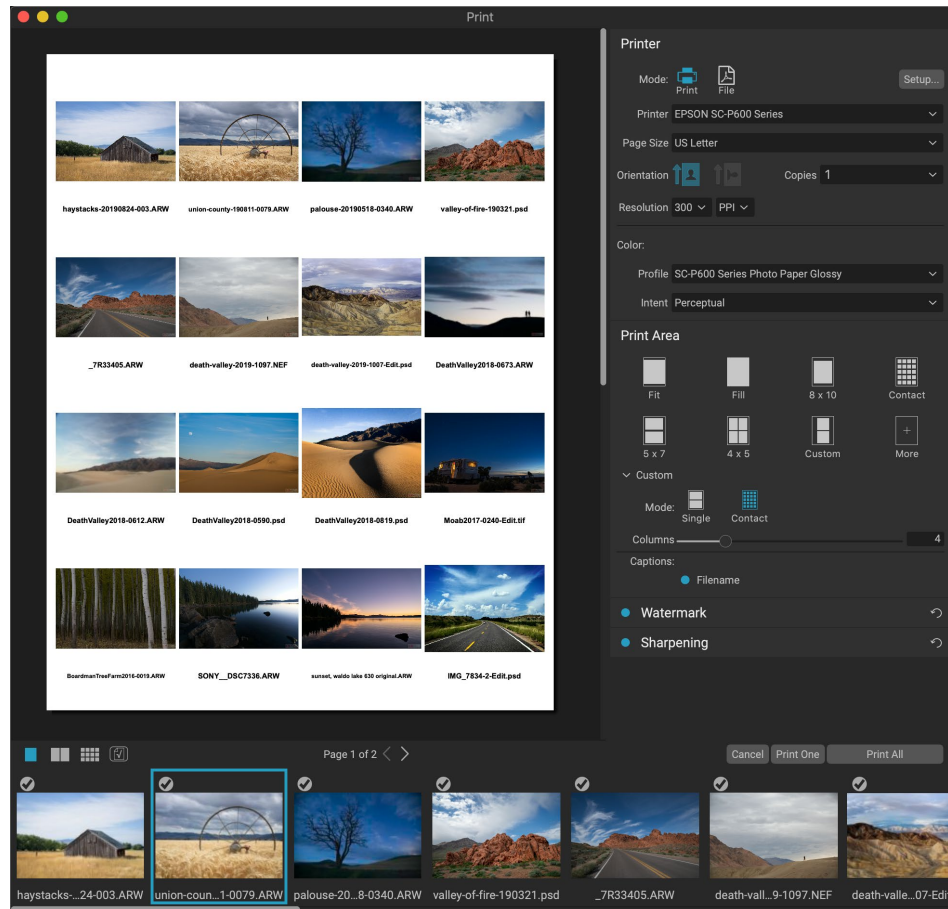 Print
Printer
Mode:
Print
File
Setup...
Printer EPSON SC-P600 Series
Page Size US Letter
Orientation
Copies 1
Resolution 300 PPI
Color:
Profile SC-P600 Series Photo Paper Glossy
Intent Perceptual
Print Area
Fit Fill 8 x 10 Contact
5 x 7 4 x 5 Custom More
Custom
Mode:
Single Contact
Columns 4
Captions:
Filename
Watermark
Sharpening
haystacks-20190824-003.ARW union-county-190811-0079.ARW palouse-20190518-0340.ARW valley-of-fire-190321.psd
_7R33405.ARW death-valley-2019-1097.NEF death-valley-2019-1007-Edit.psd DeathValley2018-0673.ARW
DeathValley2018-0612.ARW DeathValley2018-0590.psd DeathValley2018-0819.psd Moab2017-0240-Edit.tif
BoardmanTreeFarm2016-0019.ARW SONY__DSC7336.ARW sunset, waldo lake 630 original.ARW IMG_7834-2-Edit.psd
Page 1 of 2
Cancel Print One Print All
haystacks-...24-003.ARW union-coun...1-0079.ARW palouse-20...8-0340.ARW valley-of-fire-190321.psd _7R33405.ARW death-vall...9-1097.NEF death-valle...07-Edi